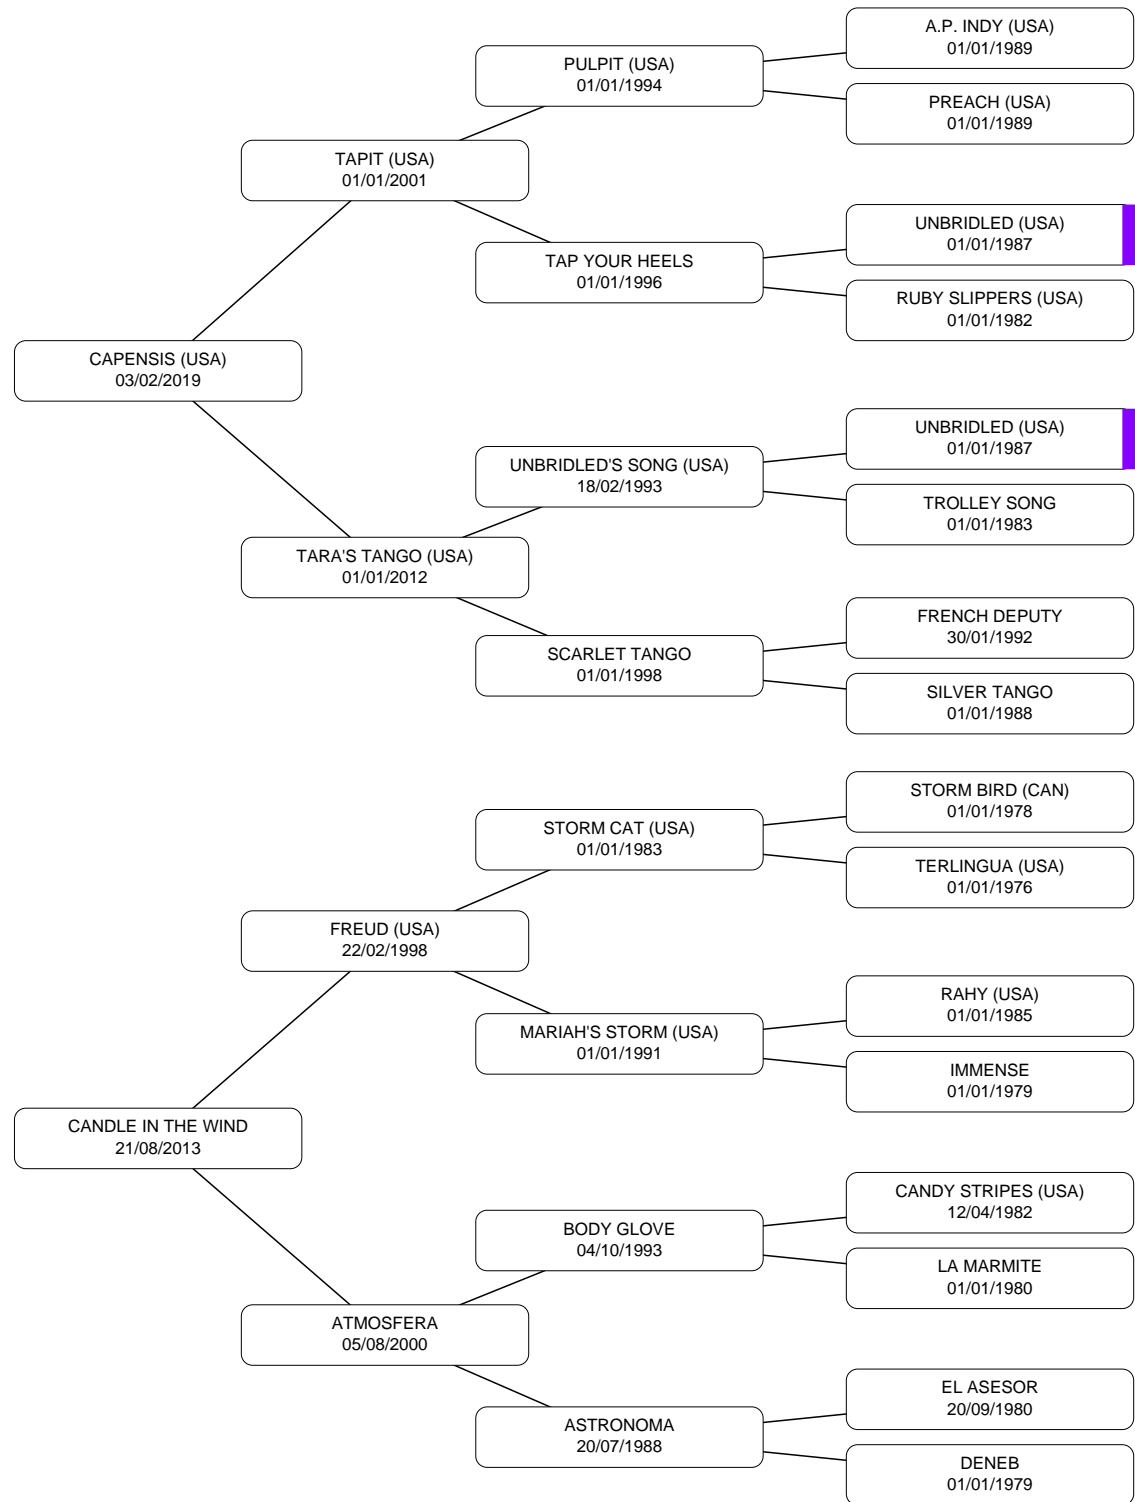 A.P. INDY (USA)
01/01/1989
PULPIT (USA)
01/01/1994
PREACH (USA)
01/01/1989
TAPIT (USA)
01/01/2001
UNBRIDLED (USA)
01/01/1987
TAP YOUR HEELS
01/01/1996
RUBY SLIPPERS (USA)
01/01/1982
CAPENSIS (USA)
03/02/2019
UNBRIDLED (USA)
01/01/1987
UNBRIDLED'S SONG (USA)
18/02/1993
TROLLEY SONG
01/01/1983
TARA'S TANGO (USA)
01/01/2012
FRENCH DEPUTY
30/01/1992
SCARLET TANGO
01/01/1998
SILVER TANGO
01/01/1988
STORM BIRD (CAN)
01/01/1978
STORM CAT (USA)
01/01/1983
TERLINGUA (USA)
01/01/1976
FREUD (USA)
22/02/1998
RAHY (USA)
01/01/1985
MARIAH'S STORM (USA)
01/01/1991
IMMENSE
01/01/1979
CANDLE IN THE WIND
21/08/2013
CANDY STRIPES (USA)
12/04/1982
BODY GLOVE
04/10/1993
LA MARMITE
01/01/1980
ATMOSFERA
05/08/2000
EL ASESOR
20/09/1980
ASTRONOMA
20/07/1988
DENEB
01/01/1979